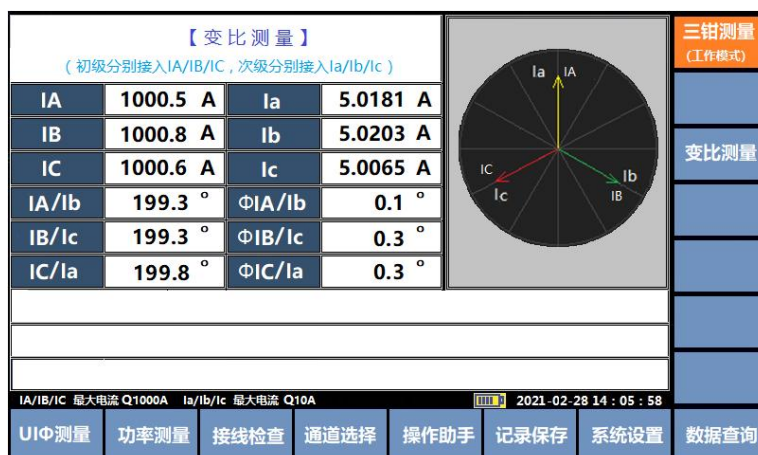 【变比测量】
(初级分别接入IA/IB/IC，次级分别接入Ia/Ib/Ic)
IA 1000.5 A Ia 5.0181 A
IB 1000.8 A Ib 5.0203 A
IC 1000.6 A Ic 5.0065 A
IA/Ib 199.3 ° ΦIA/Ib 0.1 °
IB/Ic 199.3 ° ΦIB/Ic 0.3 °
IC/Ia 199.8 ° ΦIC/Ia 0.3 °
Ia IA
IC Ib
Ic IB
三钳测量
(工作模式)
变比测量
IA/IB/IC 最大电流 Q1000A Ia/Ib/Ic 最大电流 Q10A 2021-02-28 14：05：58
UIΦ测量 功率测量 接线检查 通道选择 操作助手 记录保存 系统设置 数据查询